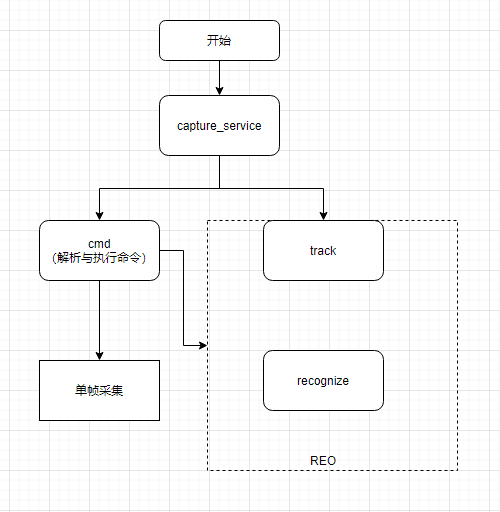 开始
capture_service
cmd
（解析与执行命令）
track
单帧采集
recognize
REO